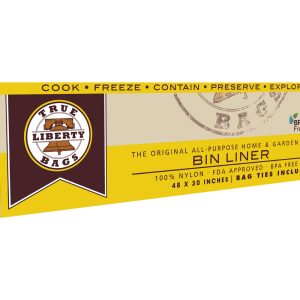 COOK • FREEZE • CONTAIN • PRESERVE • EXPLOR
BAGS
TRUE
LIBERTY
BAGS
THE ORIGINAL ALL-PURPOSE HOME & GARDEN
BIN LINER
100% NYLON • FDA APPROVED • BPA FREE
48 X 30 INCHES | BAG TIES INCLU